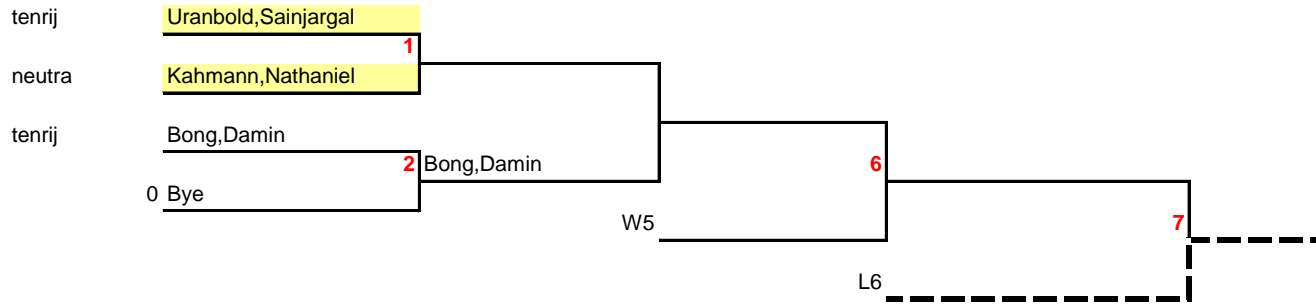 tenrij Uranbold,Sainjargal
1
neutra Kahmann,Nathaniel
tenrij Bong,Damin
2 Bong,Damin 6
0 Bye
W5 7
L6